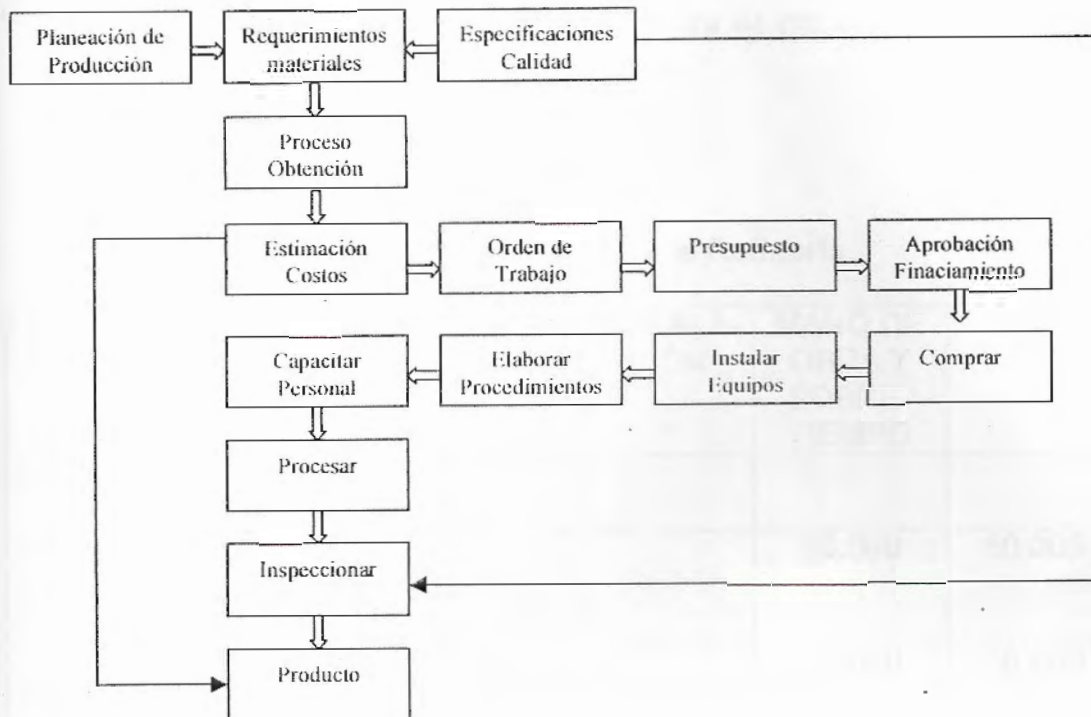 Planeación de
Producción
Requerimientos
materiales
Especificaciones
Calidad
Proceso
Obtención
Estimación
Costos
Orden de
Trabajo
Presupuesto
Aprobación
Finaciamiento
Capacitar
Personal
Elaborar
Procedimientos
Instalar
Equipos
Comprar
Procesar
Inspeccionar
Producto